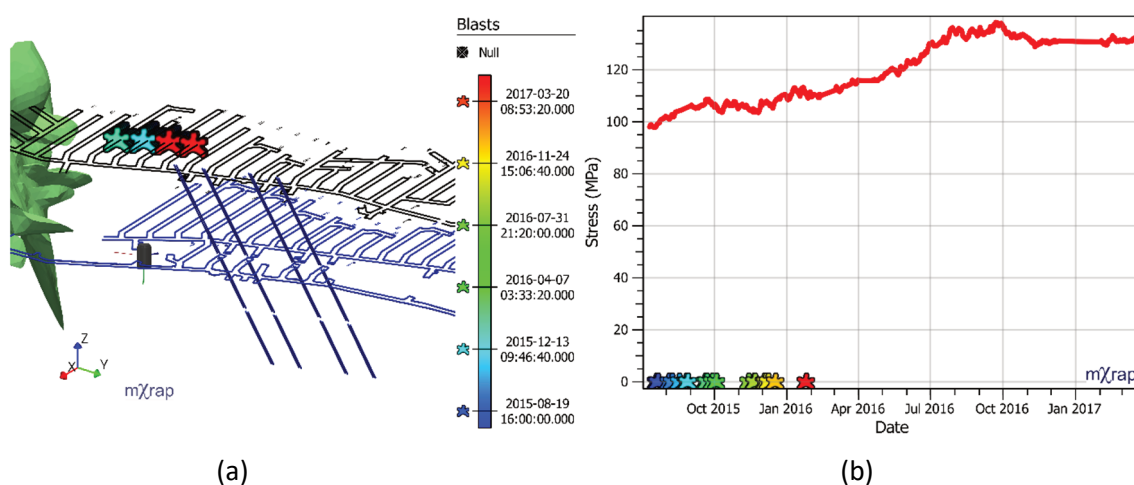 Blasts
Null
2017-03-20
08:53:20.000
2016-11-24
15:06:40.000
2016-07-31
21:20:00.000
2016-04-07
03:33:20.000
2015-12-13
09:46:40.000
2015-08-19
16:00:00.000
Z
X
Y
mχrap
(a)
Stress (MPa)
120
100
80
60
40
20
0
mχrap
Oct 2015 Jan 2016 Apr 2016 Jul 2016 Oct 2016 Jan 2017
Date
(b)